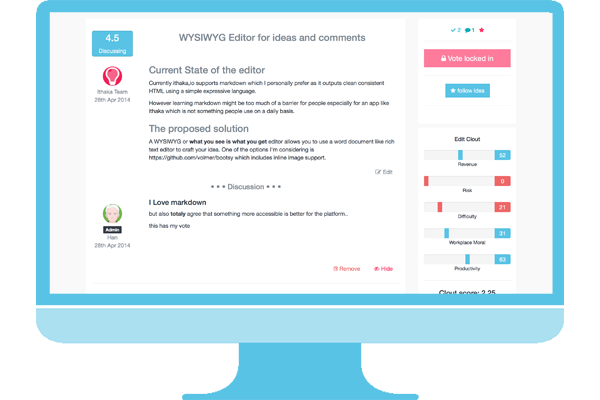 4.5
Discussing
Ithaka Team
28th Apr 2014
WYSIWYG Editor for ideas and comments
Current State of the editor
Currently ithaka,io supports markdown which I personally prefer as it outputs clean consistent
HTML using a simple expressive language.
However learning markdown might be too much of a barrier for people especially for an app like
Ithaka which is not something people use on a daily basis.
The proposed solution
A WYSIWYG or what you see is what you get editor allows you to use a word document like rich
text editor to craft your idea. One of the options I'm considering is
https://github.com/volmer/bootsy which includes inline image support.
Edit
Discussion
Admin
Han
28th Apr 2014
I Love markdown
but also totaly agree that something more accessible is better for the platform..
this has my vote
Remove Hide
2 1
Vote locked in
follow idea
Edit Clout
52
Revenue
0
Risk
21
Difficulty
31
Workplace Moral
63
Productivity
Clout score: 2.25